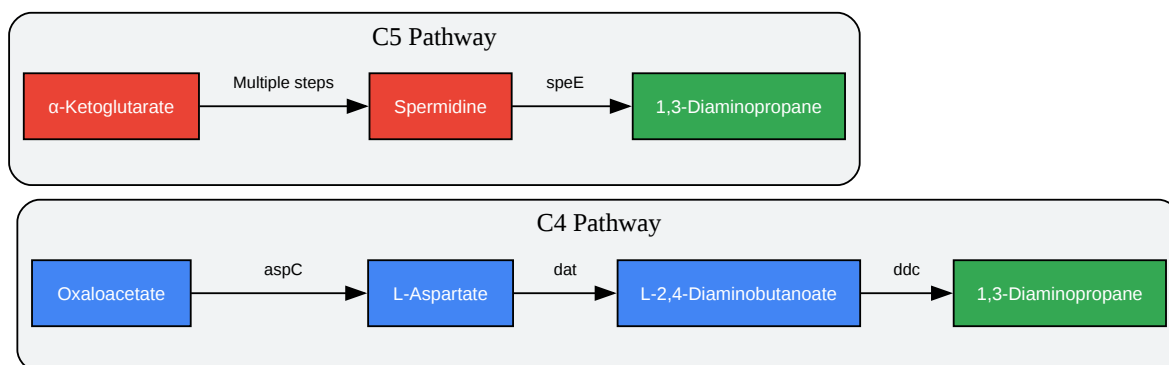 C5 Pathway
Multiple steps
speE
α-Ketoglutarate
Spermidine
1,3-Diaminopropane
C4 Pathway
aspC
dat
ddc
Oxaloacetate
L-Aspartate
L-2,4-Diaminobutanoate
1,3-Diaminopropane